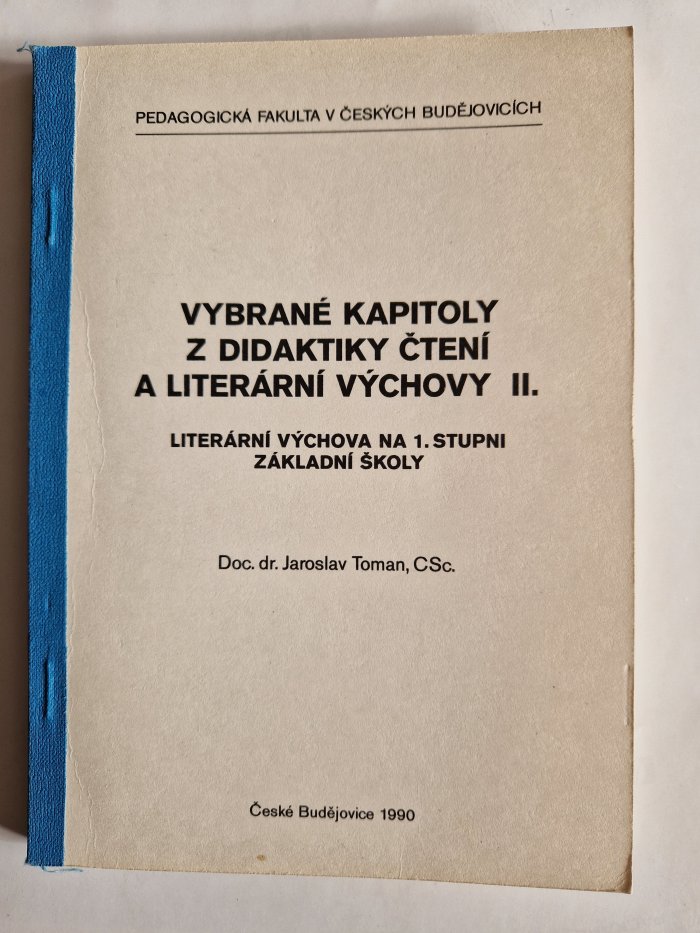 PEDAGOGICKÁ FAKULTA V ČESKÝCH BUDĚJOVICÍCH
VYBRANÉ KAPITOLY
Z DIDAKTIKY ČTENÍ
A LITERÁRNÍ VÝCHOVY II.
LITERÁRNÍ VÝCHOVA NA 1. STUPNI
ZÁKLADNÍ ŠKOLY
Doc. dr. Jaroslav Toman, CSc.
České Budějovice 1990